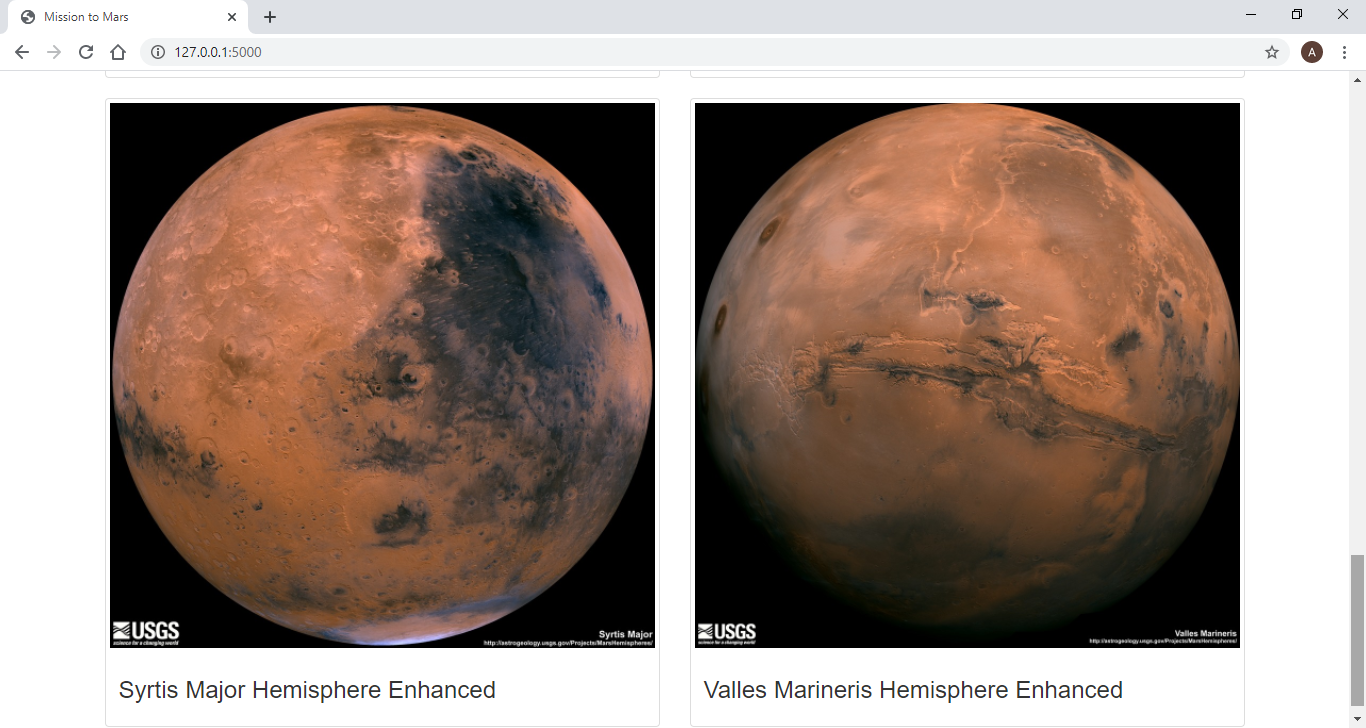 Mission to Mars
127.0.0.1:5000
A
USGS
science for a changing world
Syrtis Major
http://astrogeology.usgs.gov/Projects/MarsHemispheres/
USGS
science for a changing world
Valles Marineris
http://astrogeology.usgs.gov/Projects/MarsHemispheres/
Syrtis Major Hemisphere Enhanced
Valles Marineris Hemisphere Enhanced